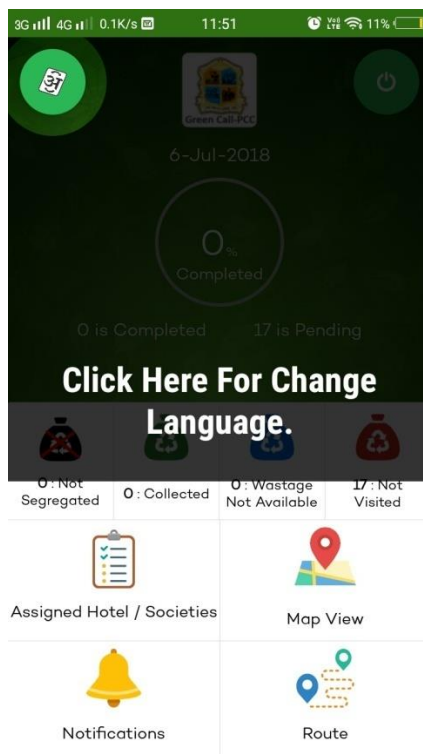 3G 4G 0.1K/s 11:51 VoI LTE 11%
अ
Green Call-PCC
6-Jul-2018
0%
Completed
0 is Completed 17 is Pending
Click Here For Change
Language.
0 : Not
Segregated
0 : Collected
0 : Wastage
Not Available
17 : Not
Visited
Assigned Hotel / Societies
Map View
Notifications
Route